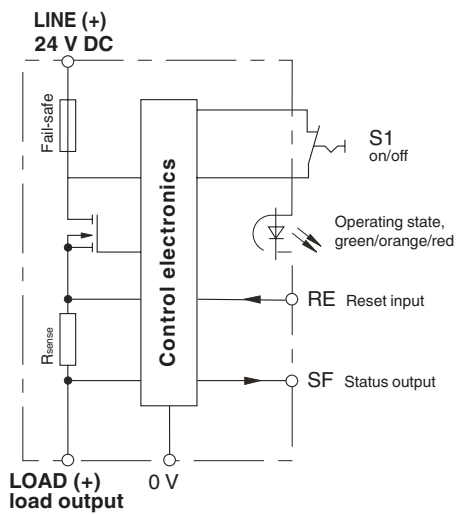 LINE (+)
24 V DC
Fail-safe
Control electronics
S1
on/off
Operating state,
green/orange/red
RE Reset input
Rsense
SF Status output
LOAD (+)
load output
0 V